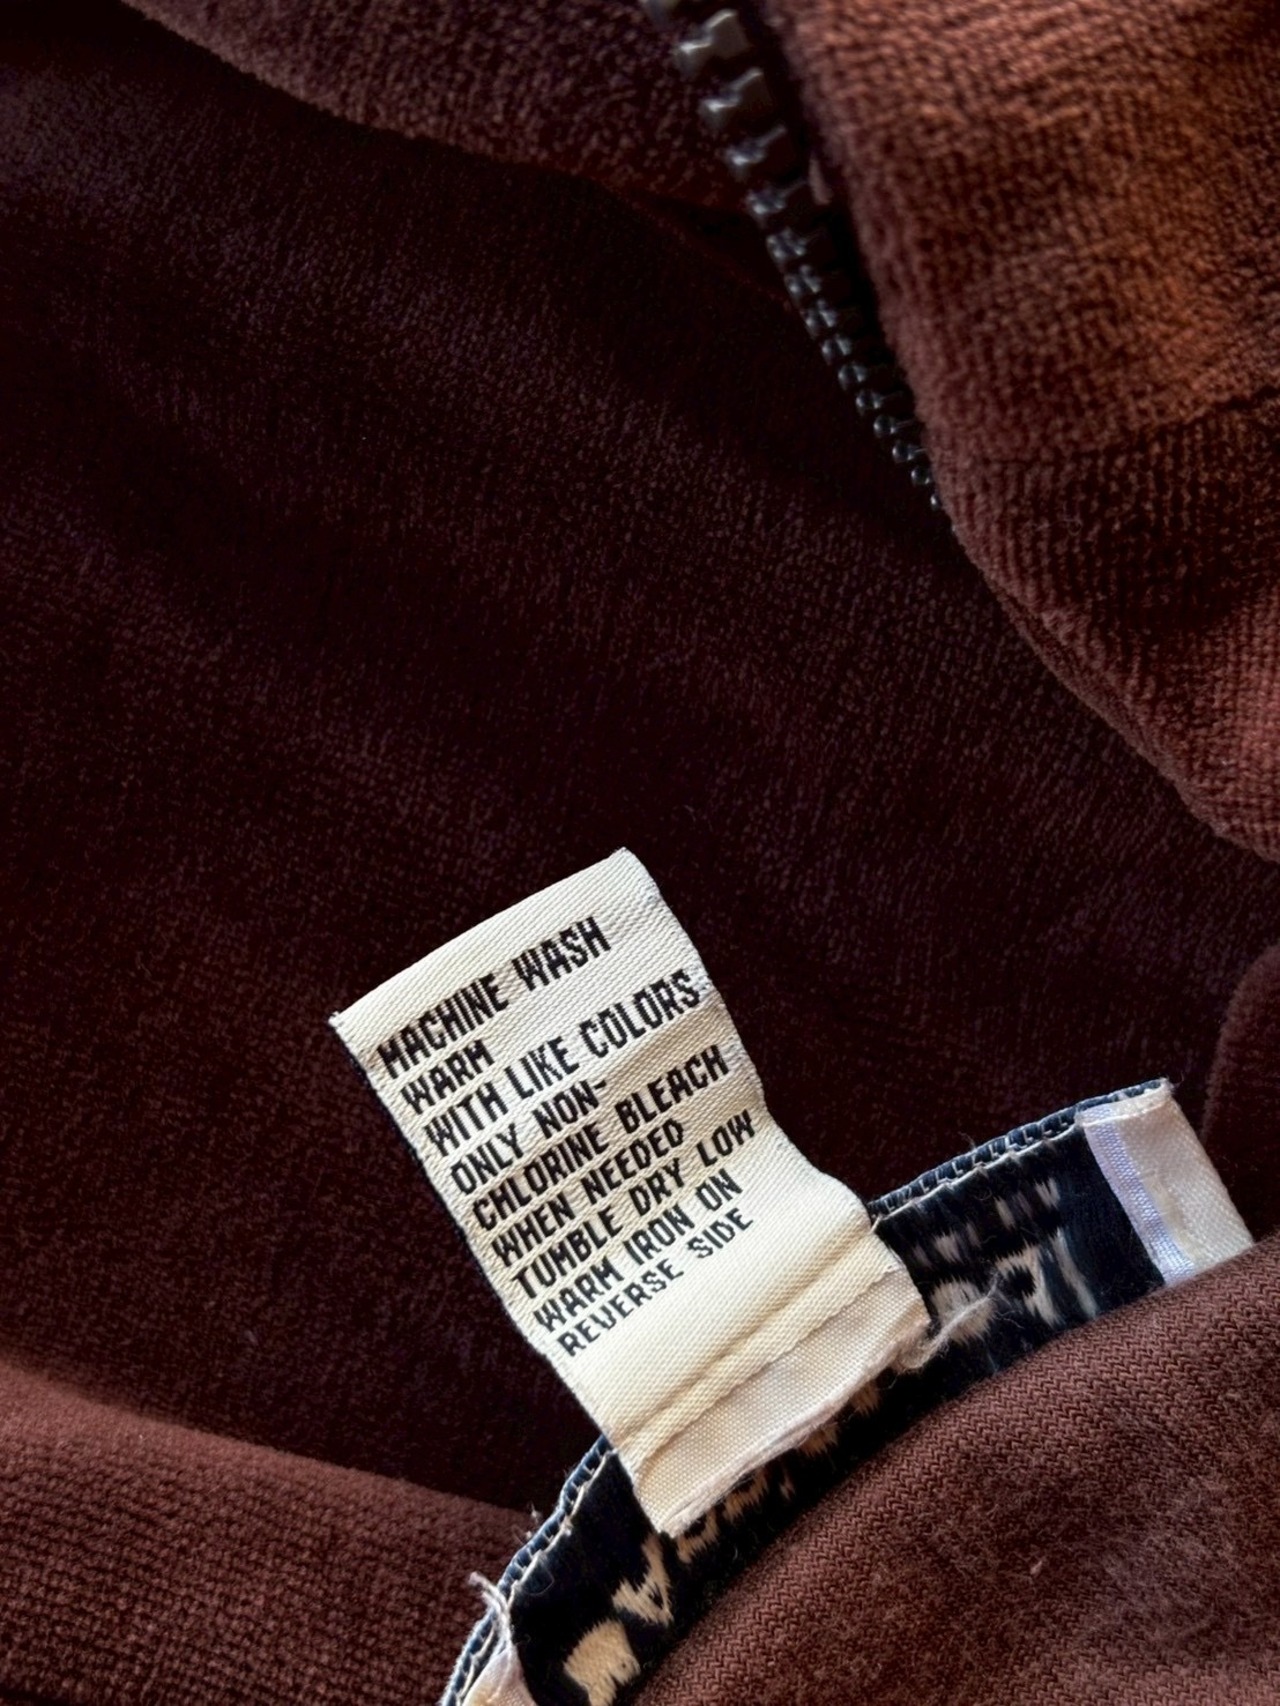 MACHINE WASH
WARM
WITH LIKE COLORS
ONLY NON-
CHLORINE BLEACH
WHEN NEEDED
TUMBLE DRY LOW
WARM IRON ON
REVERSE SIDE